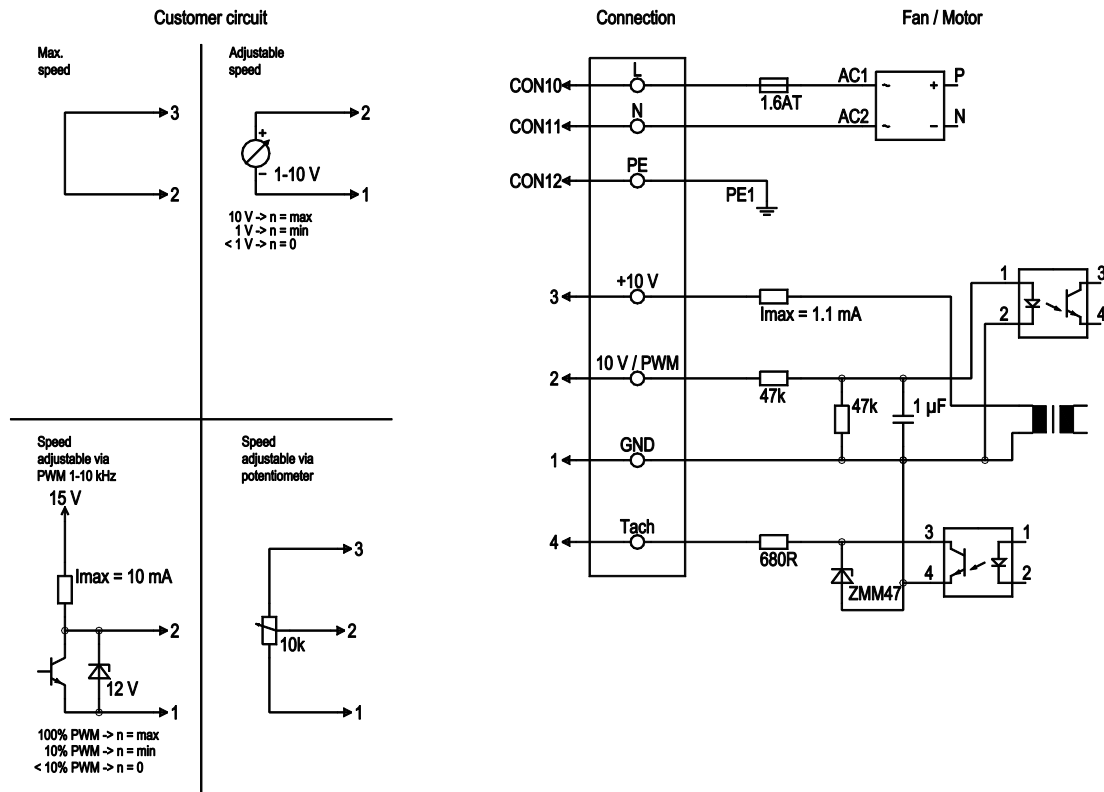 Customer circuit
Connection
Fan / Motor
Max.
speed
3
2
Adjustable
speed
2
+
–
1-10 V
1
10 V -> n = max
1 V -> n = min
< 1 V -> n = 0
Speed
adjustable via
PWM 1-10 kHz
15 V
Imax = 10 mA
2
12 V
1
100% PWM -> n = max
10% PWM -> n = min
< 10% PWM -> n = 0
Speed
adjustable via
potentiometer
3
2
10k
1
L
CON10
1.6AT
AC1
~
+
P
N
CON11
AC2
~
–
N
PE
CON12
PE1
+10 V
3
Imax = 1.1 mA
1
2
3
4
10 V / PWM
2
47k
47k
1 µF
GND
1
Tach
4
680R
ZMM47
3
4
1
2